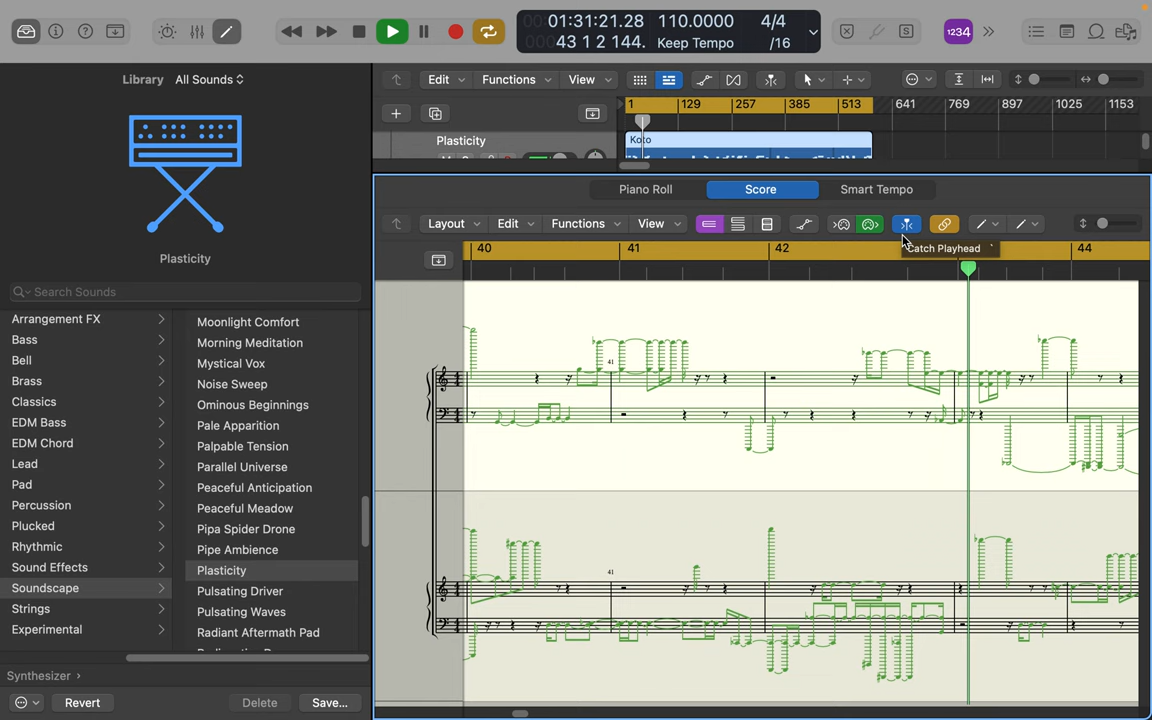 01:31:21.28 110.0000 4/4
43 1 2 144. Keep Tempo /16
1234
Library All Sounds
Plasticity
Search Sounds
Arrangement FX
Bass
Bell
Brass
Classics
EDM Bass
EDM Chord
Lead
Pad
Percussion
Plucked
Rhythmic
Sound Effects
Soundscape
Strings
Experimental
Moonlight Comfort
Morning Meditation
Mystical Vox
Noise Sweep
Ominous Beginnings
Pale Apparition
Palpable Tension
Parallel Universe
Peaceful Anticipation
Peaceful Meadow
Pipa Spider Drone
Pipe Ambience
Plasticity
Pulsating Driver
Pulsating Waves
Radiant Aftermath Pad
Synthesizer ›
Revert Delete Save...
Edit Functions View
1 129 257 385 513 641 769 897 1025 1153
Plasticity
Koto
Piano Roll Score Smart Tempo
Layout Edit Functions View
Catch Playhead `
40 41 42 44
41
41